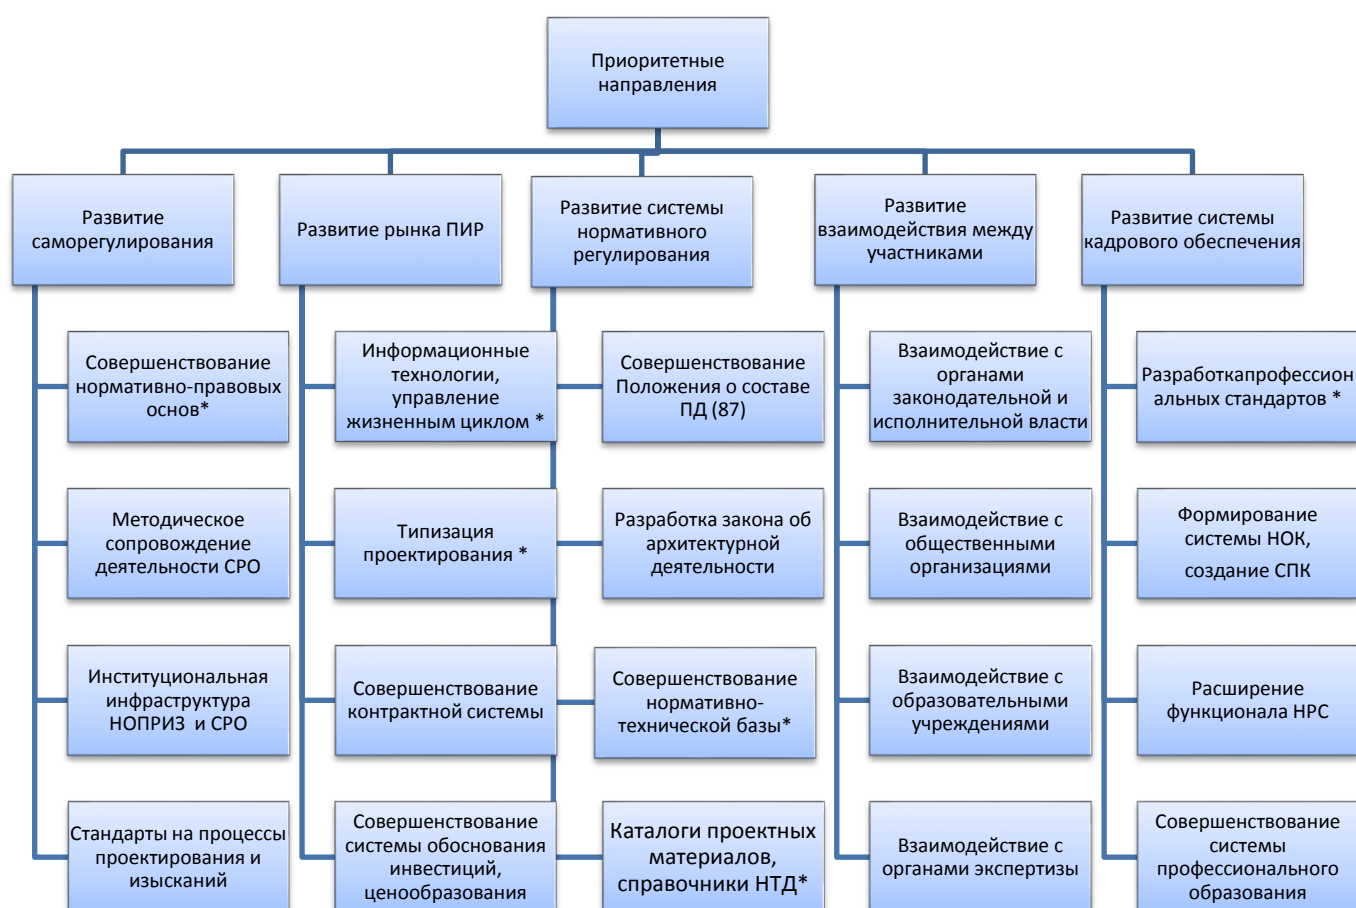 Приоритетные
направления
Развитие
саморегулирования
Развитие рынка ПИР
Развитие системы
нормативного
регулирования
Развитие
взаимодействия между
участниками
Развитие системы
кадрового обеспечения
Совершенствование
нормативно-правовых
основ*
Информационные
технологии,
управление
жизненным циклом *
Совершенствование
Положения о составе
ПД (87)
Взаимодействие с
органами
законодательной и
исполнительной власти
Разработкапрофессион
альных стандартов *
Методическое
сопровождение
деятельности СРО
Типизация
проектирования *
Разработка закона об
архитектурной
деятельности
Взаимодействие с
общественными
организациями
Формирование
системы НОК,
создание СПК
Институциональная
инфраструктура
НОПРИЗ и СРО
Совершенствование
контрактной системы
Совершенствование
нормативно-
технической базы*
Взаимодействие с
образовательными
учреждениями
Расширение
функционала НРС
Стандарты на процессы
проектирования и
изысканий
Совершенствование
системы обоснования
инвестиций,
ценообразования
Каталоги проектных
материалов,
справочники НТД*
Взаимодействие с
органами экспертизы
Совершенствование
системы
профессионального
образования